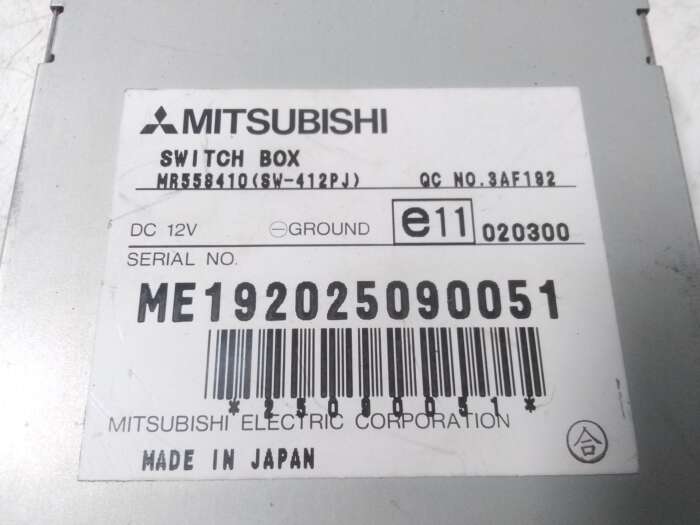 MITSUBISHI
SWITCH BOX
MR558410(SW-412PJ) QC NO.3AF192
DC 12V ⊖GROUND e11 020300
SERIAL NO.
ME192025090051
*25090051*
MITSUBISHI ELECTRIC CORPORATION
MADE IN JAPAN 合